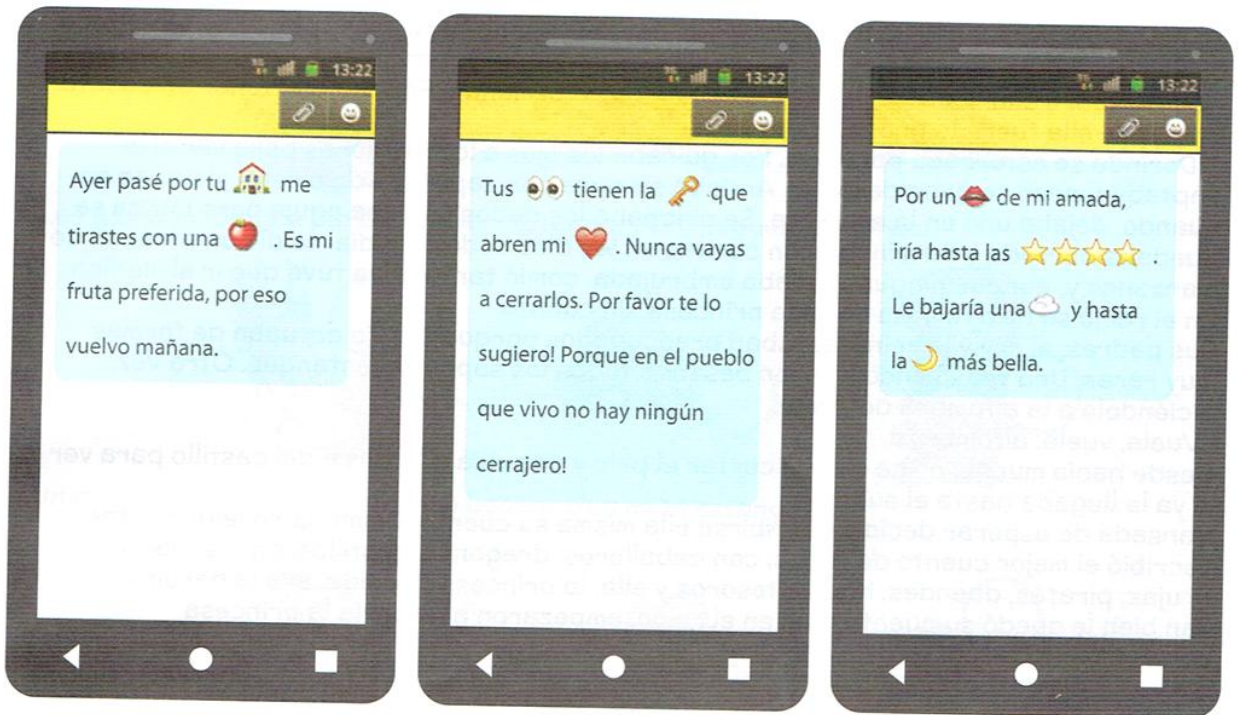 13:22
Ayer pasé por tu 🏠 me
tirastes con una 🍎 . Es mi
fruta preferida, por eso
vuelvo mañana.
13:22
Tus 👀 tienen la 🔑 que
abren mi ❤️ . Nunca vayas
a cerrarlos. Por favor te lo
sugiero! Porque en el pueblo
que vivo no hay ningún
cerrajero!
13:22
Por un 👄 de mi amada,
iría hasta las ⭐⭐⭐⭐ .
Le bajaría una ☁️ y hasta
la 🌙 más bella.